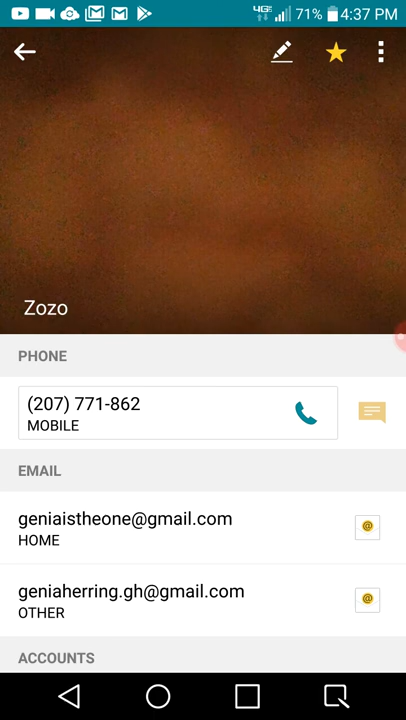 4G 71% 4:37 PM
Zozo
PHONE
(207) 771-862
MOBILE
EMAIL
geniaistheone@gmail.com
HOME
geniaherring.gh@gmail.com
OTHER
ACCOUNTS